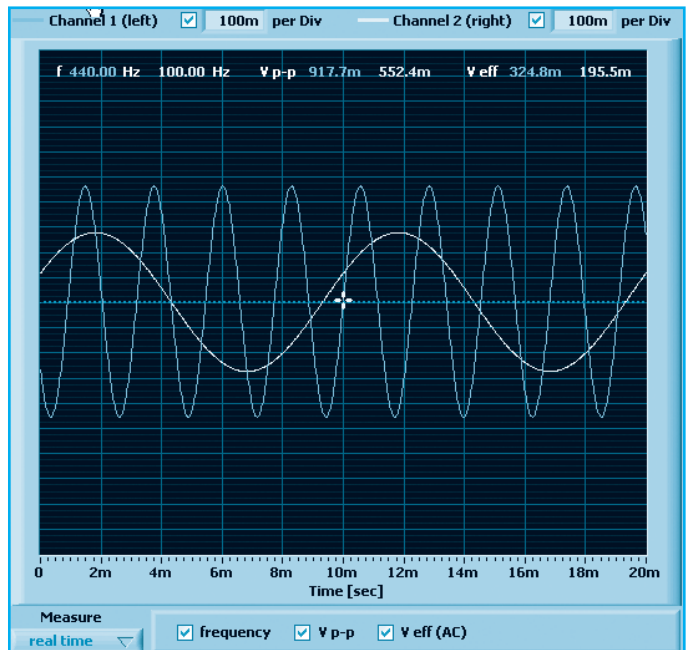 Channel 1 (left) 100m per Div Channel 2 (right) 100m per Div
f 440.00 Hz 100.00 Hz V p-p 917.7m 552.4m V eff 324.8m 195.5m
0 2m 4m 6m 8m 10m 12m 14m 16m 18m 20m
Time [sec]
Measure
real time frequency V p-p V eff (AC)